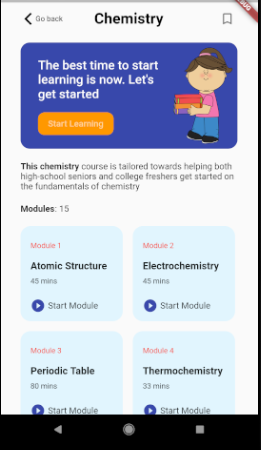 Go back
Chemistry
The best time to start
learning is now. Let's
get started
Start Learning
This chemistry course is tailored towards helping both
high-school seniors and college freshers get started on
the fundamentals of chemistry
Modules: 15
Module 1
Atomic Structure
45 mins
Start Module
Module 2
Electrochemistry
45 mins
Start Module
Module 3
Periodic Table
80 mins
Start Module
Module 4
Thermochemistry
33 mins
Start Module